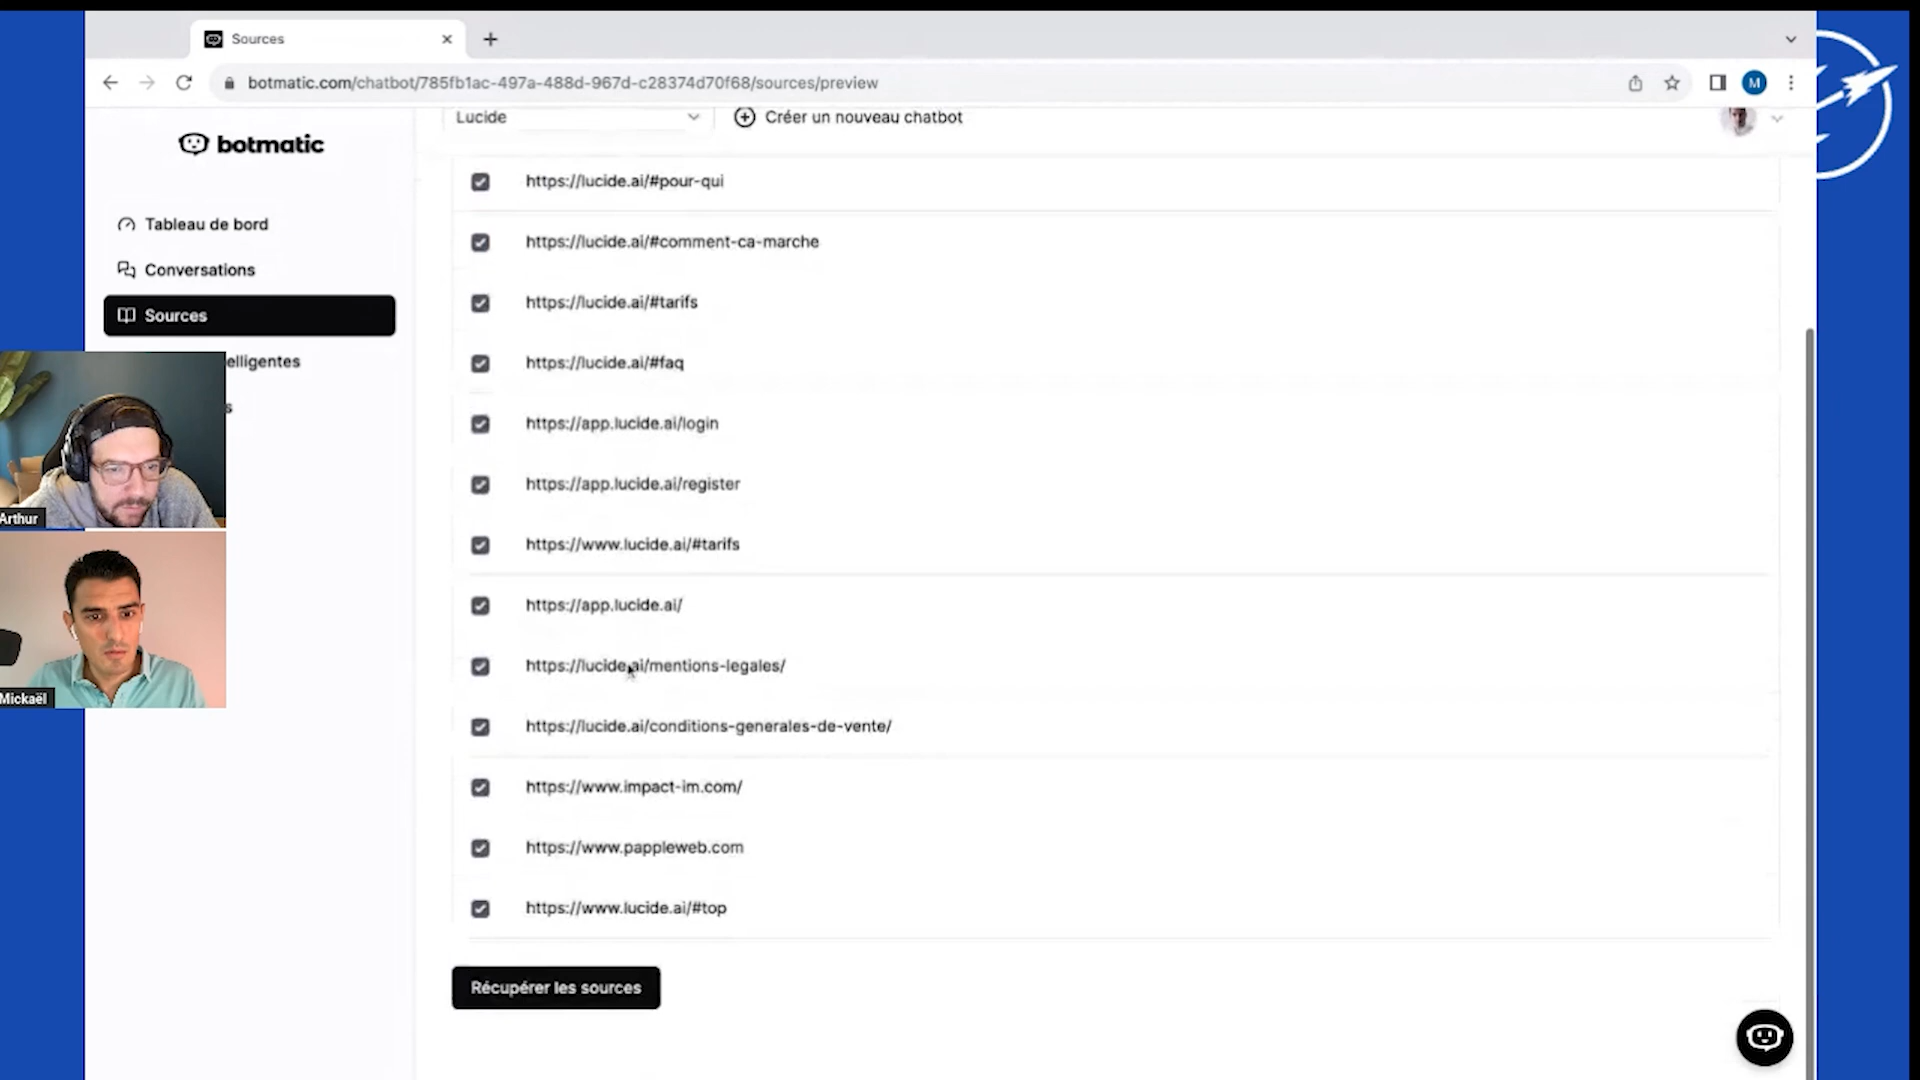 Sources
botmatic.com/chatbot/785fb1ac-497a-488d-967d-c28374d70f68/sources/preview
M
botmatic
Lucide
Créer un nouveau chatbot
Tableau de bord
Conversations
Sources
elligentes
s
Arthur
Mickaël
https://lucide.ai/#pour-qui
https://lucide.ai/#comment-ca-marche
https://lucide.ai/#tarifs
https://lucide.ai/#faq
https://app.lucide.ai/login
https://app.lucide.ai/register
https://www.lucide.ai/#tarifs
https://app.lucide.ai/
https://lucide.ai/mentions-legales/
https://lucide.ai/conditions-generales-de-vente/
https://www.impact-im.com/
https://www.pappleweb.com
https://www.lucide.ai/#top
Récupérer les sources